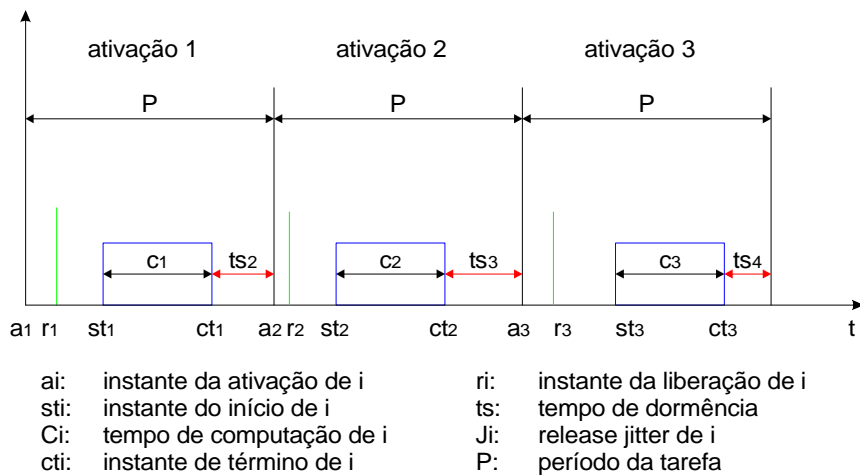 ativação 1 ativação 2 ativação 3
P P P
c1 ts2 c2 ts3 c3 ts4
a1 r1 st1 ct1 a2 r2 st2 ct2 a3 r3 st3 ct3 t
ai: instante da ativação de i ri: instante da liberação de i
sti: instante do início de i ts: tempo de dormência
Ci: tempo de computação de i Ji: release jitter de i
cti: instante de término de i P: período da tarefa